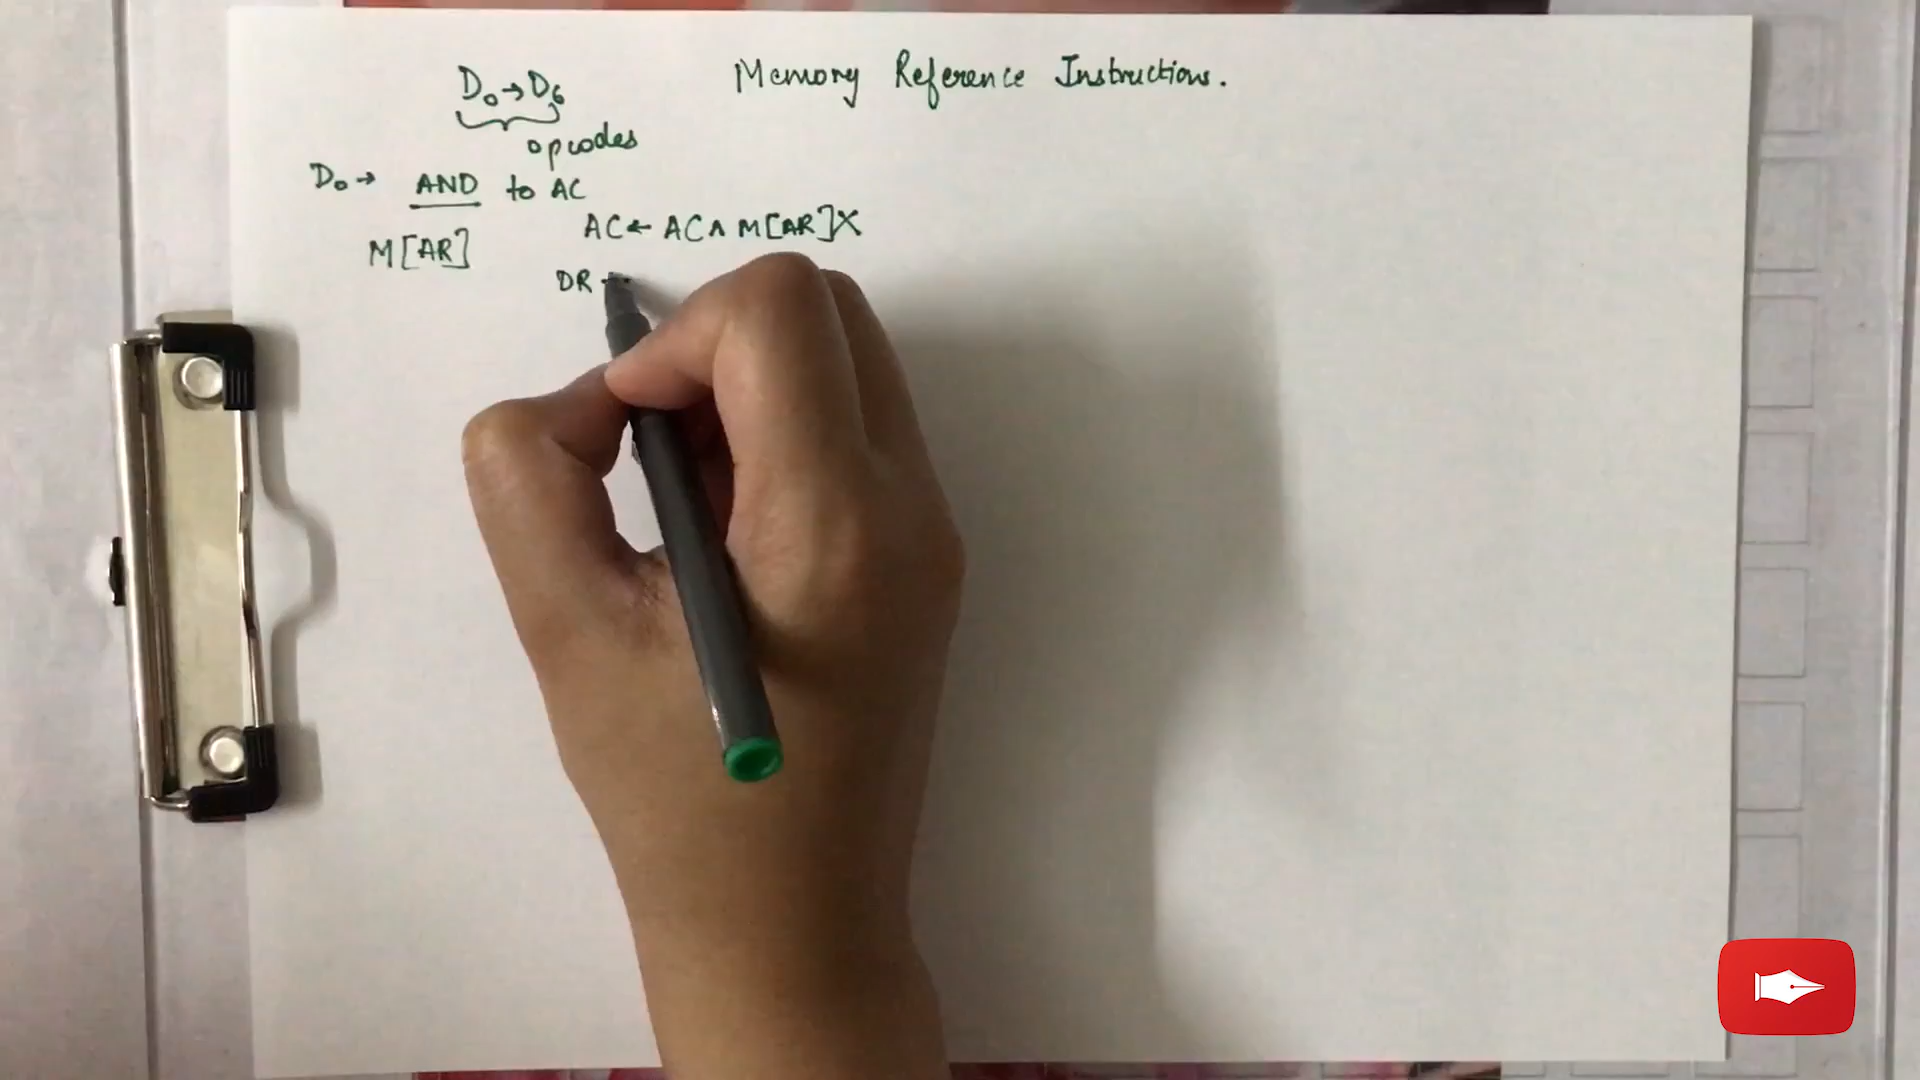 Memory Reference Instructions.
D₀→D₆
opcodes
D₀→ AND to AC
AC← AC∧ M[AR]X
M[AR]
DR ←